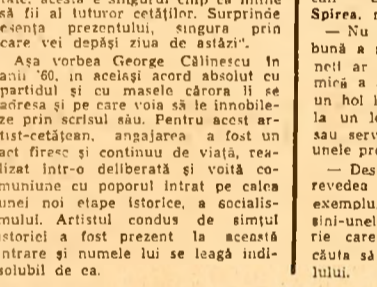 să fii al tuturor cetăților. Surprinde
esența prezentului, singura prin
care vei depăși ziua de astăzi".
Așa vorbea George Călinescu în
anii '60, în același acord absolut cu
partidul și cu masele cărora li se
adresa și pe care voia să le innobile-
ze prin scrisul său. Pentru acest ar-
tist-cetățean, angajarea a fost un
act firesc și continuu de viață, rea-
lizat într-o deliberată și voită co-
muniune cu poporul intrat pe calea
unei noi etape istorice, a socialis-
mului. Artistul condus de simțul
istoriei a fost prezent la această
intrare și numele lui se leagă indi-
solubil de ea.
Spirea,
— Nu
bună a
neti ar
mică a
un hol
la un
sau serv
unele pre
— Des
revedea
exemplu,
sini-unel
rie care
căuta să
lului.